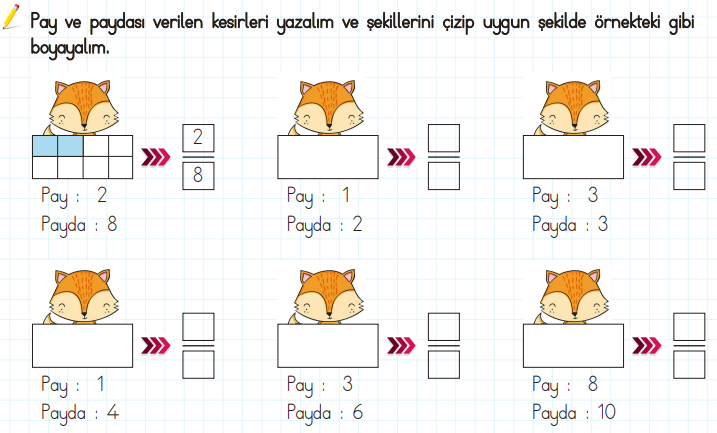 Pay ve paydası verilen kesirleri yazalım ve şekillerini çizip uygun şekilde örnekteki gibi
boyayalım.
2
8
Pay : 2
Payda : 8
Pay : 1
Payda : 2
Pay : 3
Payda : 3
Pay : 1
Payda : 4
Pay : 3
Payda : 6
Pay : 8
Payda : 10